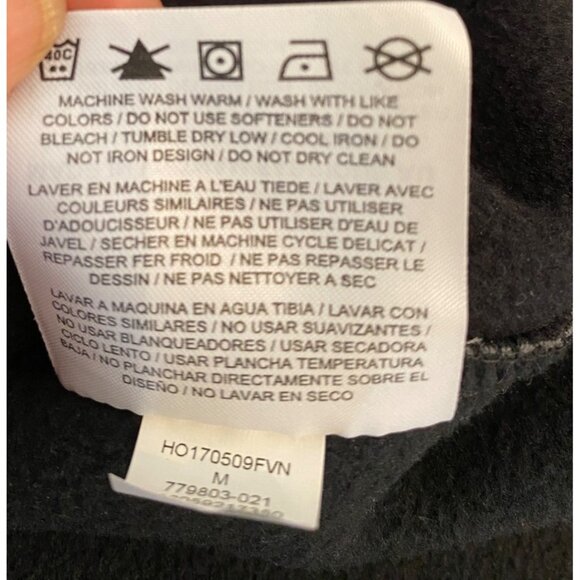 40C
MACHINE WASH WARM / WASH WITH LIKE
COLORS / DO NOT USE SOFTENERS / DO NOT
BLEACH / TUMBLE DRY LOW / COOL IRON / DO
NOT IRON DESIGN / DO NOT DRY CLEAN
LAVER EN MACHINE A L'EAU TIEDE / LAVER AVEC
COULEURS SIMILAIRES / NE PAS UTILISER
D'ADOUCISSEUR / NE PAS UTILISER D'EAU DE
JAVEL / SECHER EN MACHINE CYCLE DELICAT /
REPASSER FER FROID / NE PAS REPASSER LE
DESSIN / NE PAS NETTOYER A SEC
LAVAR A MAQUINA EN AGUA TIBIA / LAVAR CON
COLORES SIMILARES / NO USAR SUAVIZANTES /
NO USAR BLANQUEADORES / USAR SECADORA
CICLO LENTO / USAR PLANCHA TEMPERATURA
BAJA / NO PLANCHAR DIRECTAMENTE SOBRE EL
DISEÑO / NO LAVAR EN SECO
HO170509FVN
M
779803-021